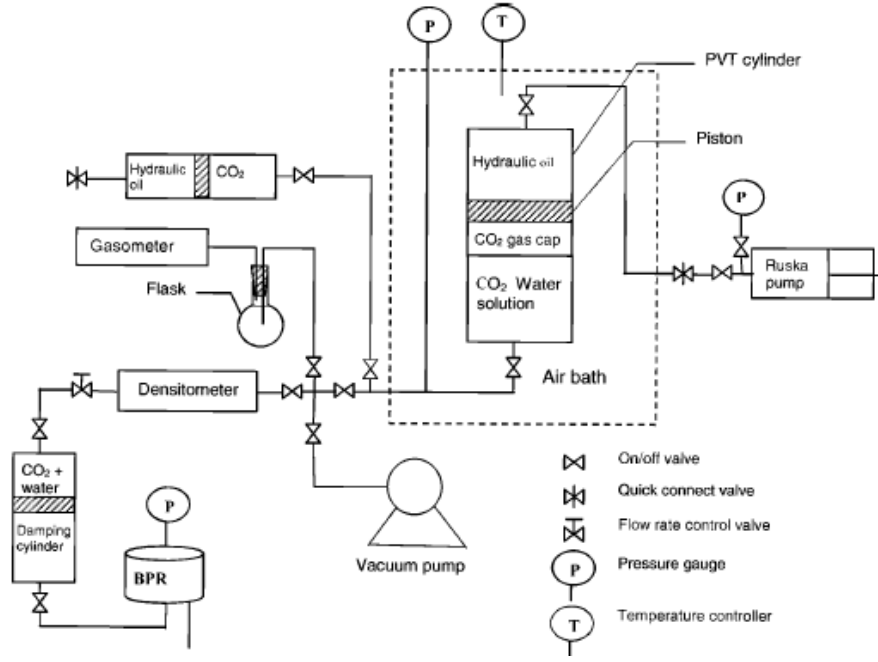 P
T
PVT cylinder
Piston
Hydraulic oil
Hydraulic
oil
CO₂
P
Gasometer
CO₂ gas cap
Ruska
pump
Flask
CO₂ Water
solution
Air bath
Densitometer
CO₂ +
water
Damping
cylinder
P
BPR
Vacuum pump
On/off valve
Quick connect valve
Flow rate control valve
P
Pressure gauge
T
Temperature controller